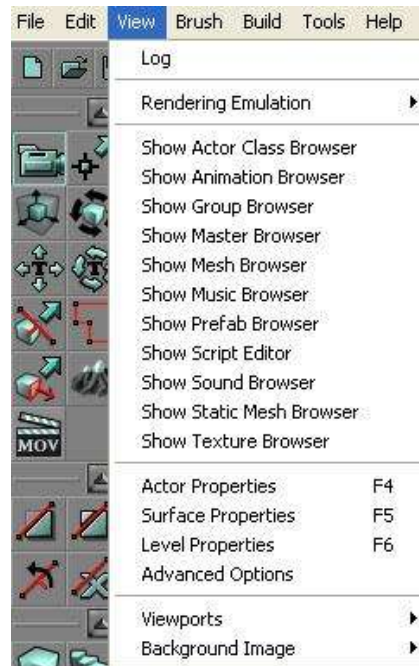 File Edit View Brush Build Tools Help
Log
Rendering Emulation
Show Actor Class Browser
Show Animation Browser
Show Group Browser
Show Master Browser
Show Mesh Browser
Show Music Browser
Show Prefab Browser
Show Script Editor
Show Sound Browser
Show Static Mesh Browser
MOV Show Texture Browser
Actor Properties F4
Surface Properties F5
Level Properties F6
Advanced Options
Viewports
Background Image